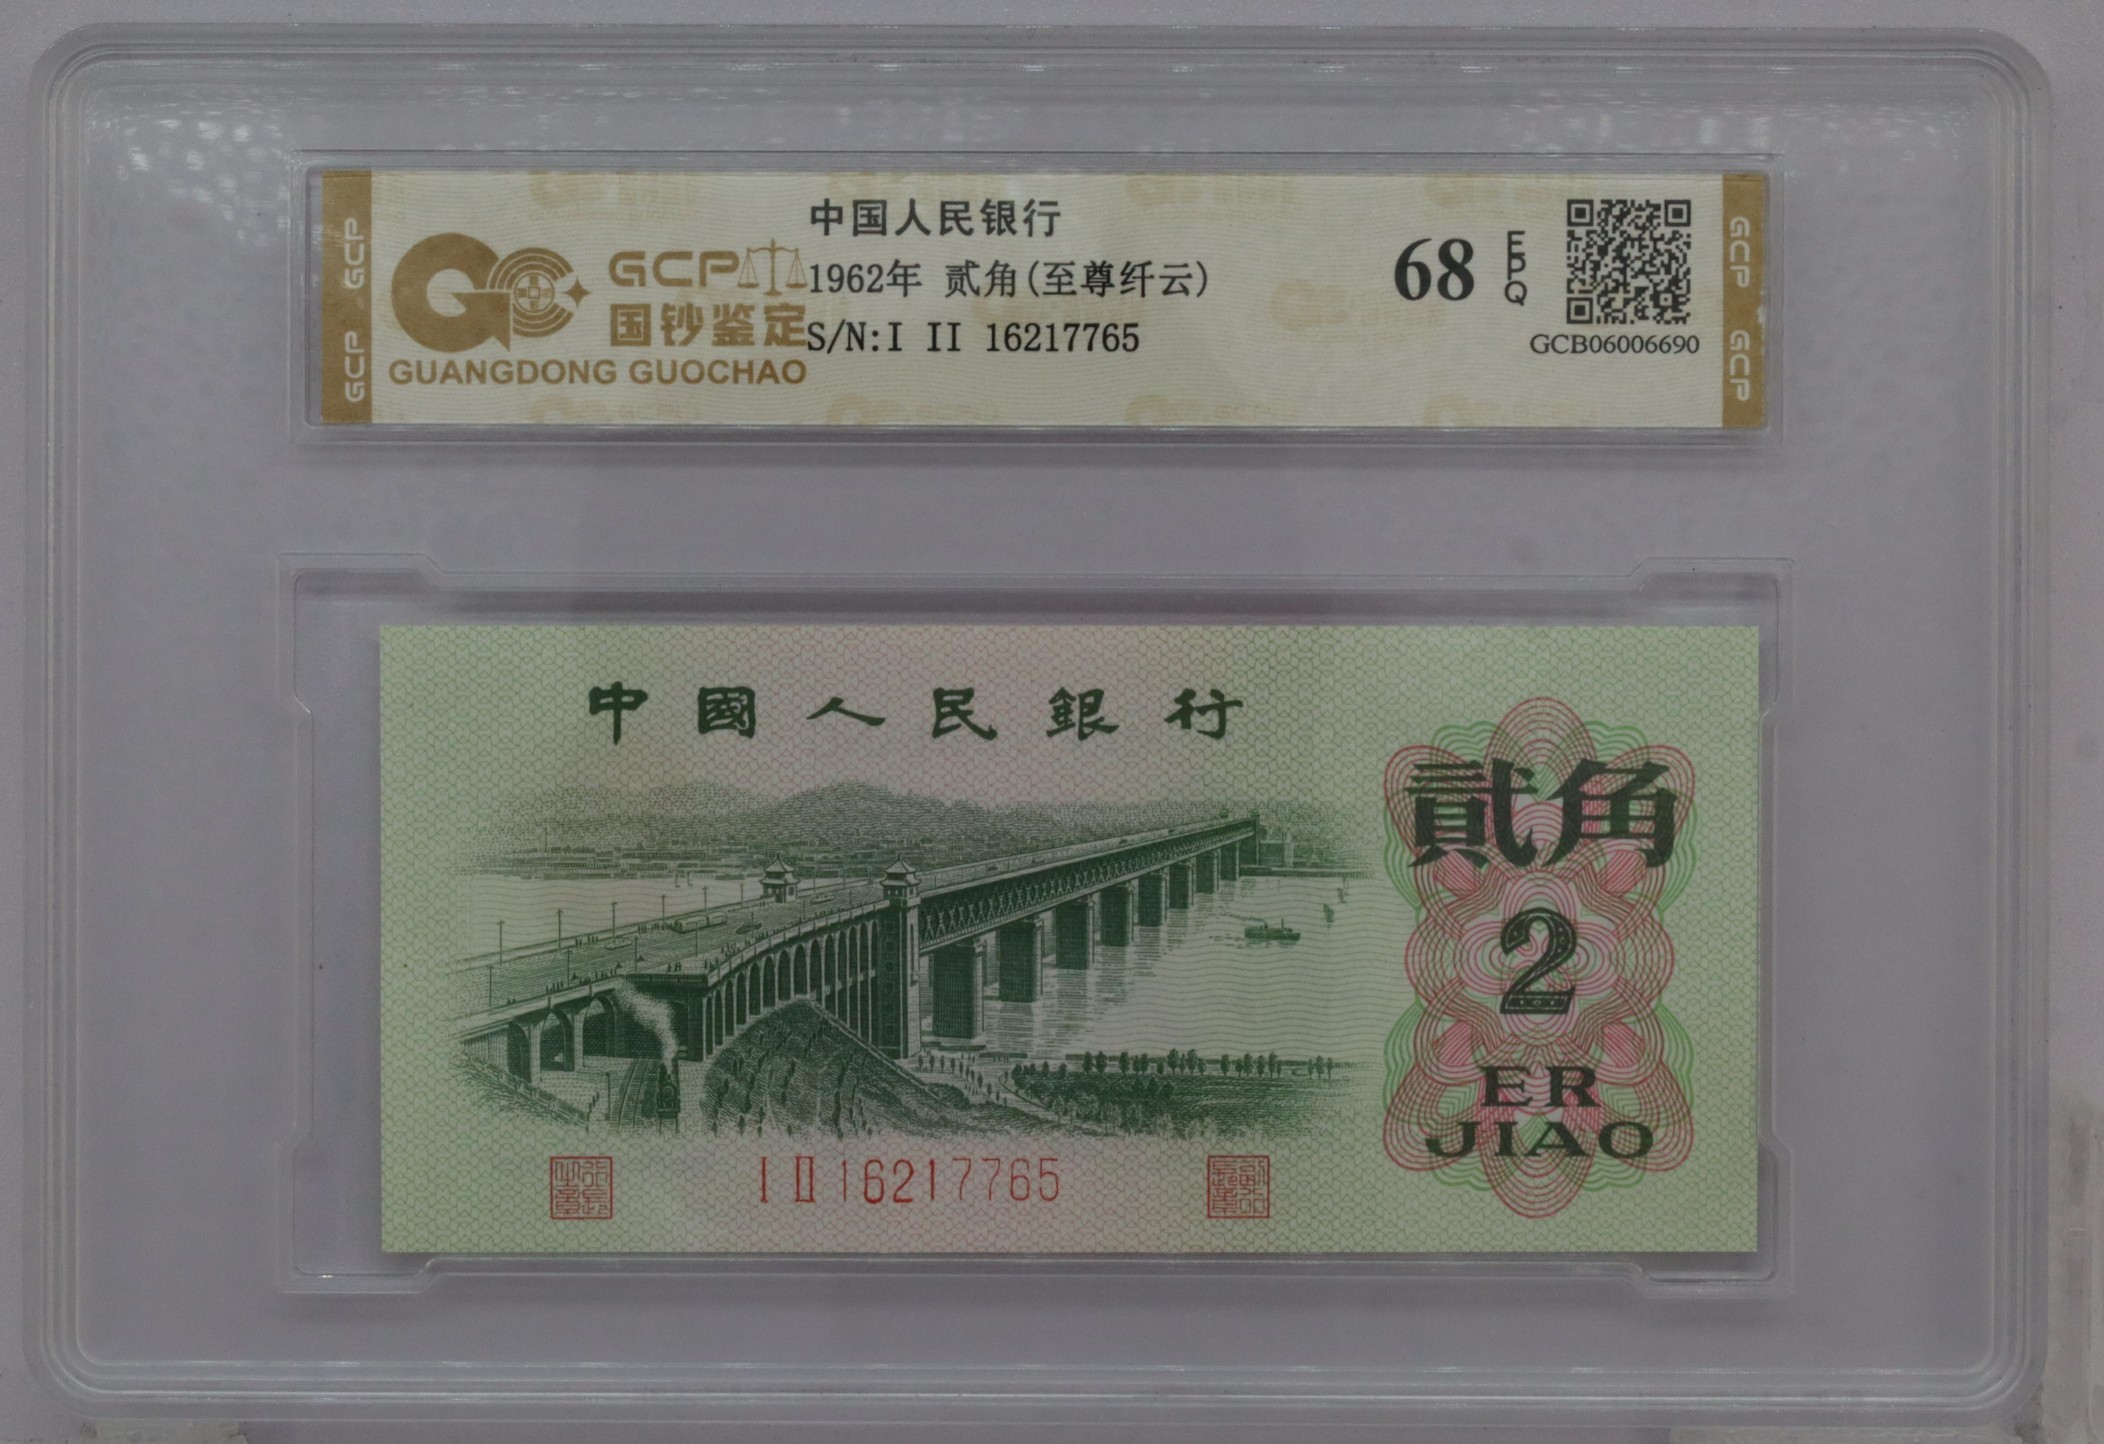 中国人民银行
1962年 贰角(至尊纤云)
S/N:I II 16217765
GCP
国钞鉴定
GUANGDONG GUOCHAO
68
EPQ
GCB06006690
GCP GCP
GCP GCP
中國人民銀行
貳角
2
ER
JIAO
I II 16217765